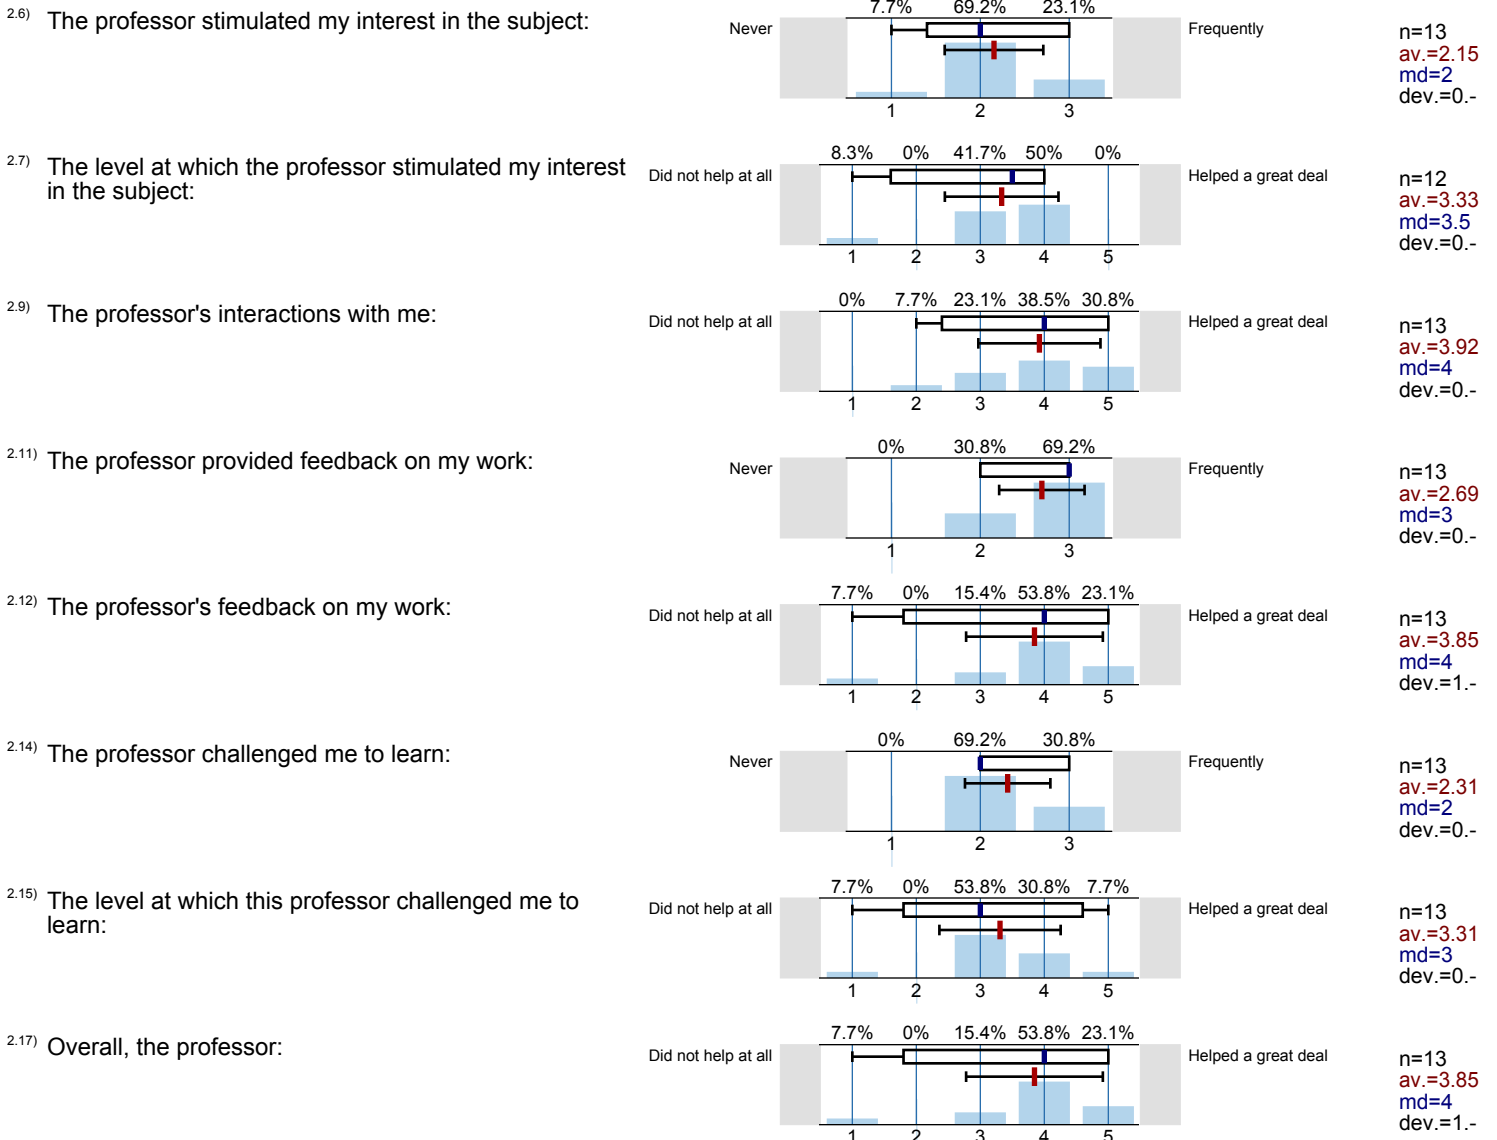 7.7% 69.2% 23.1%
2.6) The professor stimulated my interest in the subject:
Never
Frequently
n=13
av.=2.15
md=2
dev.=0.-
1 2 3
8.3% 0% 41.7% 50% 0%
2.7) The level at which the professor stimulated my interest
in the subject:
Did not help at all
Helped a great deal
n=12
av.=3.33
md=3.5
dev.=0.-
1 2 3 4 5
0% 7.7% 23.1% 38.5% 30.8%
2.9) The professor's interactions with me:
Did not help at all
Helped a great deal
n=13
av.=3.92
md=4
dev.=0.-
1 2 3 4 5
0% 30.8% 69.2%
2.11) The professor provided feedback on my work:
Never
Frequently
n=13
av.=2.69
md=3
dev.=0.-
1 2 3
7.7% 0% 15.4% 53.8% 23.1%
2.12) The professor's feedback on my work:
Did not help at all
Helped a great deal
n=13
av.=3.85
md=4
dev.=1.-
1 2 3 4 5
0% 69.2% 30.8%
2.14) The professor challenged me to learn:
Never
Frequently
n=13
av.=2.31
md=2
dev.=0.-
1 2 3
7.7% 0% 53.8% 30.8% 7.7%
2.15) The level at which this professor challenged me to
learn:
Did not help at all
Helped a great deal
n=13
av.=3.31
md=3
dev.=0.-
1 2 3 4 5
7.7% 0% 15.4% 53.8% 23.1%
2.17) Overall, the professor:
Did not help at all
Helped a great deal
n=13
av.=3.85
md=4
dev.=1.-
1 2 3 4 5